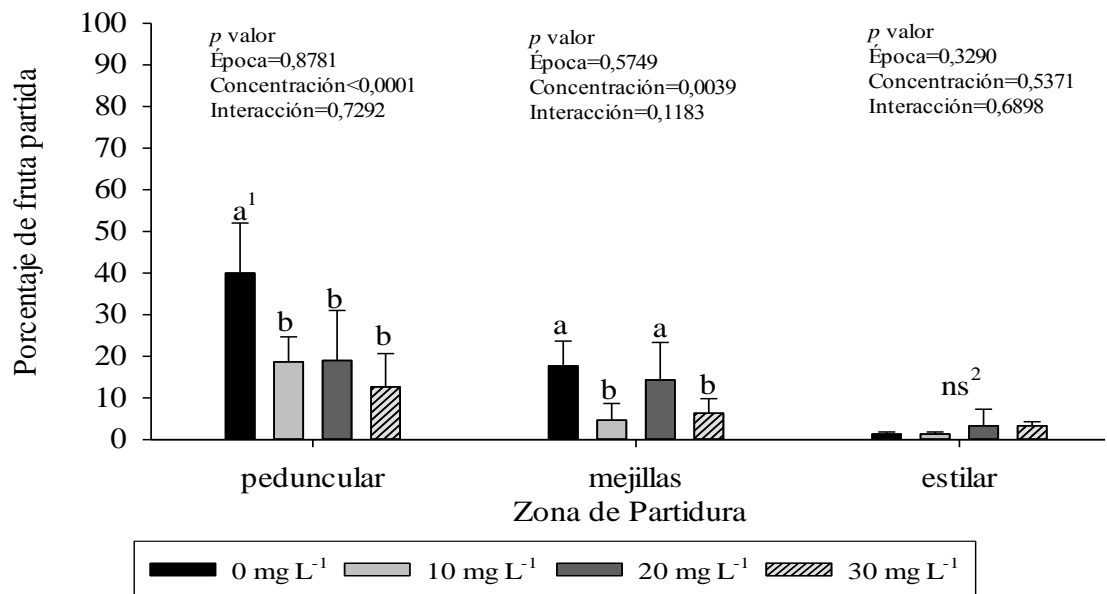 p valor
Época=0,8781
Concentración<0,0001
Interacción=0,7292
p valor
Época=0,5749
Concentración=0,0039
Interacción=0,1183
p valor
Época=0,3290
Concentración=0,5371
Interacción=0,6898
Porcentaje de fruta partida
100
90
80
70
60
50
40
30
20
10
0
a¹
b
b
b
a
b
a
b
ns²
peduncular
mejillas
estilar
Zona de Partidura
0 mg L⁻¹
10 mg L⁻¹
20 mg L⁻¹
30 mg L⁻¹